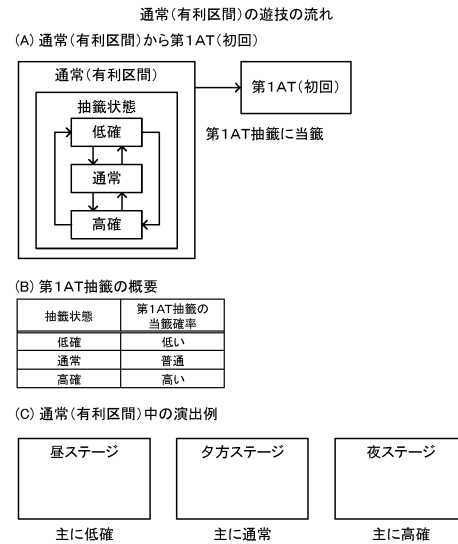 通常(有利区間)の遊技の流れ
(A) 通常(有利区間)から第1AT(初回)
通常(有利区間)
第1AT(初回)
抽籤状態
低確
第1AT抽籤に当籤
通常
高確
(B) 第1AT抽籤の概要
抽籤状態
第1AT抽籤の
当籤確率
低確
低い
通常
普通
高確
高い
(C) 通常(有利区間)中の演出例
昼ステージ
夕方ステージ
夜ステージ
主に低確
主に通常
主に高確